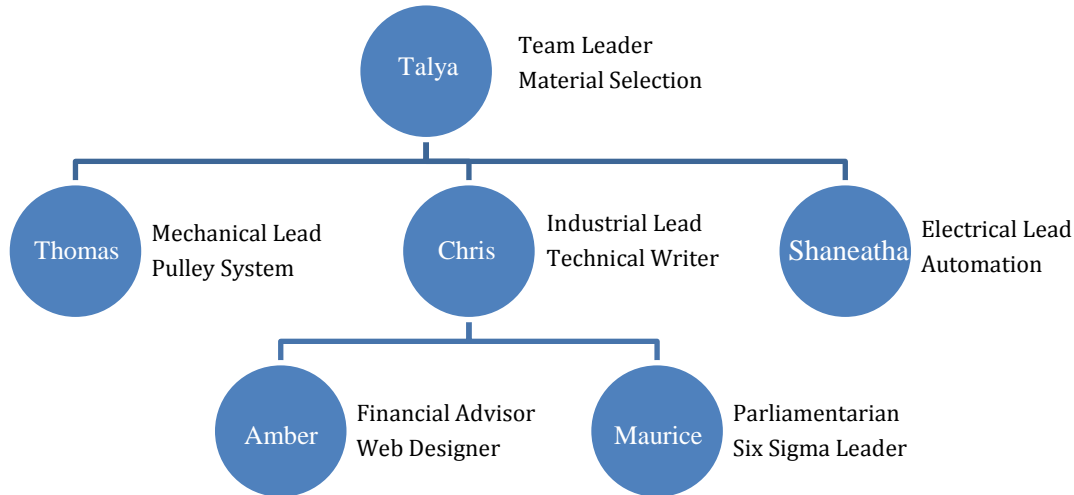 Talya
Team Leader
Material Selection
Thomas
Mechanical Lead
Pulley System
Chris
Industrial Lead
Technical Writer
Shaneatha
Electrical Lead
Automation
Amber
Financial Advisor
Web Designer
Maurice
Parliamentarian
Six Sigma Leader